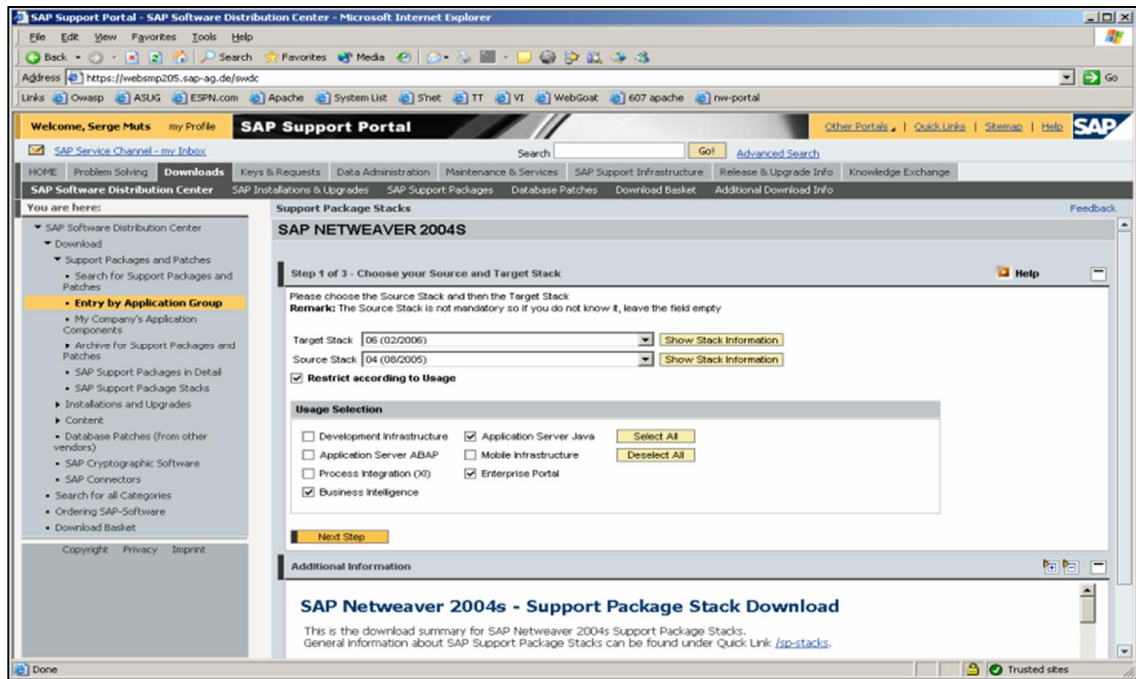 SAP Support Portal - SAP Software Distribution Center - Microsoft Internet Explorer
File Edit View Favorites Tools Help
Back Search Favorites Media
Address https://websmp205.sap-ag.de/swdc Go
Links Owasp ASUG ESPN.com Apache System List S'net TT VI WebGoat 607 apache nw-portal
Welcome, Serge Muts my Profile SAP Support Portal Other Portals | Quick Links | Sitemap | Help SAP
SAP Service Channel - my Inbox Search Go! Advanced Search
HOME Problem Solving Downloads Keys & Requests Data Administration Maintenance & Services SAP Support Infrastructure Release & Upgrade Info Knowledge Exchange
SAP Software Distribution Center SAP Installations & Upgrades SAP Support Packages Database Patches Download Basket Additional Download Info
You are here:
SAP Software Distribution Center
Download
Support Packages and Patches
Search for Support Packages and
Patches
Entry by Application Group
My Company's Application
Components
Archive for Support Packages and
Patches
SAP Support Packages in Detail
SAP Support Package Stacks
Installations and Upgrades
Content
Database Patches (from other
vendors)
SAP Cryptographic Software
SAP Connectors
Search for all Categories
Ordering SAP-Software
Download Basket
Copyright Privacy Imprint
Support Package Stacks Feedback
SAP NETWEAVER 2004S
Step 1 of 3 - Choose your Source and Target Stack Help
Please choose the Source Stack and then the Target Stack
Remark: The Source Stack is not mandatory so if you do not know it, leave the field empty
Target Stack 06 (02/2006) Show Stack Information
Source Stack 04 (08/2005) Show Stack Information
Restrict according to Usage
Usage Selection
Development Infrastructure Application Server Java Select All
Application Server ABAP Mobile Infrastructure Deselect All
Process Integration (XI) Enterprise Portal
Business Intelligence
Next Step
Additional Information
SAP Netweaver 2004s - Support Package Stack Download
This is the download summary for SAP Netweaver 2004s Support Package Stacks.
General information about SAP Support Package Stacks can be found under Quick Link /sp-stacks.
Done Trusted sites